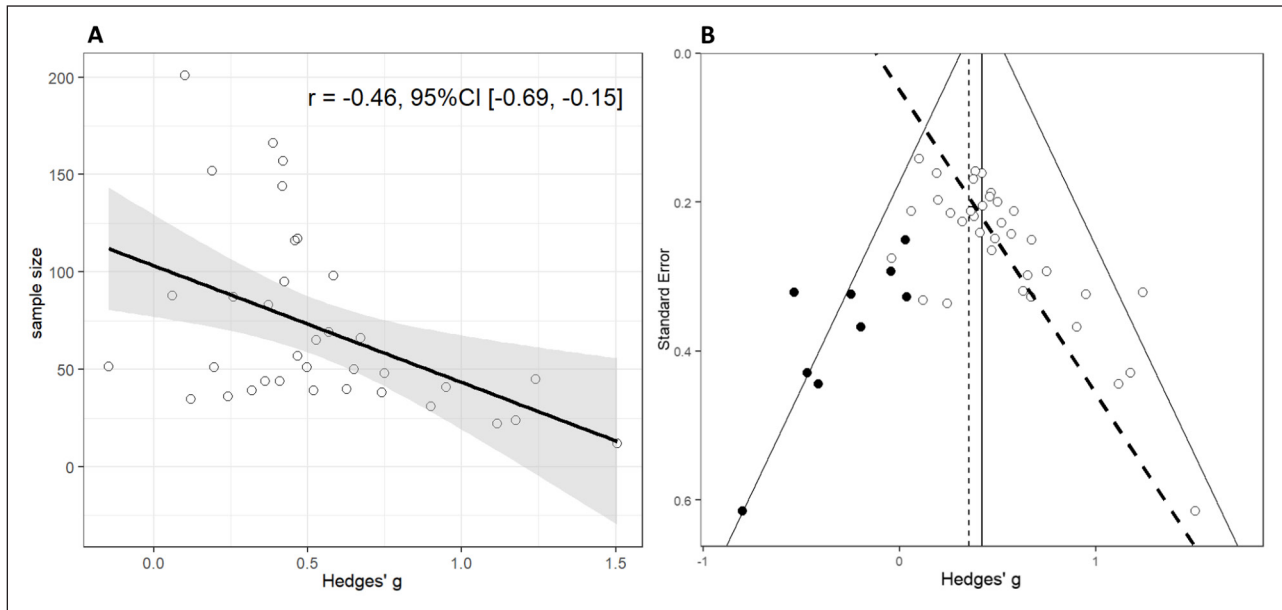 A
r = -0.46, 95%CI [-0.69, -0.15]
200
150
100
50
0
sample size
0.0 0.5 1.0 1.5
Hedges' g
B
0.0
0.2
0.4
0.6
Standard Error
-1 0 1
Hedges' g